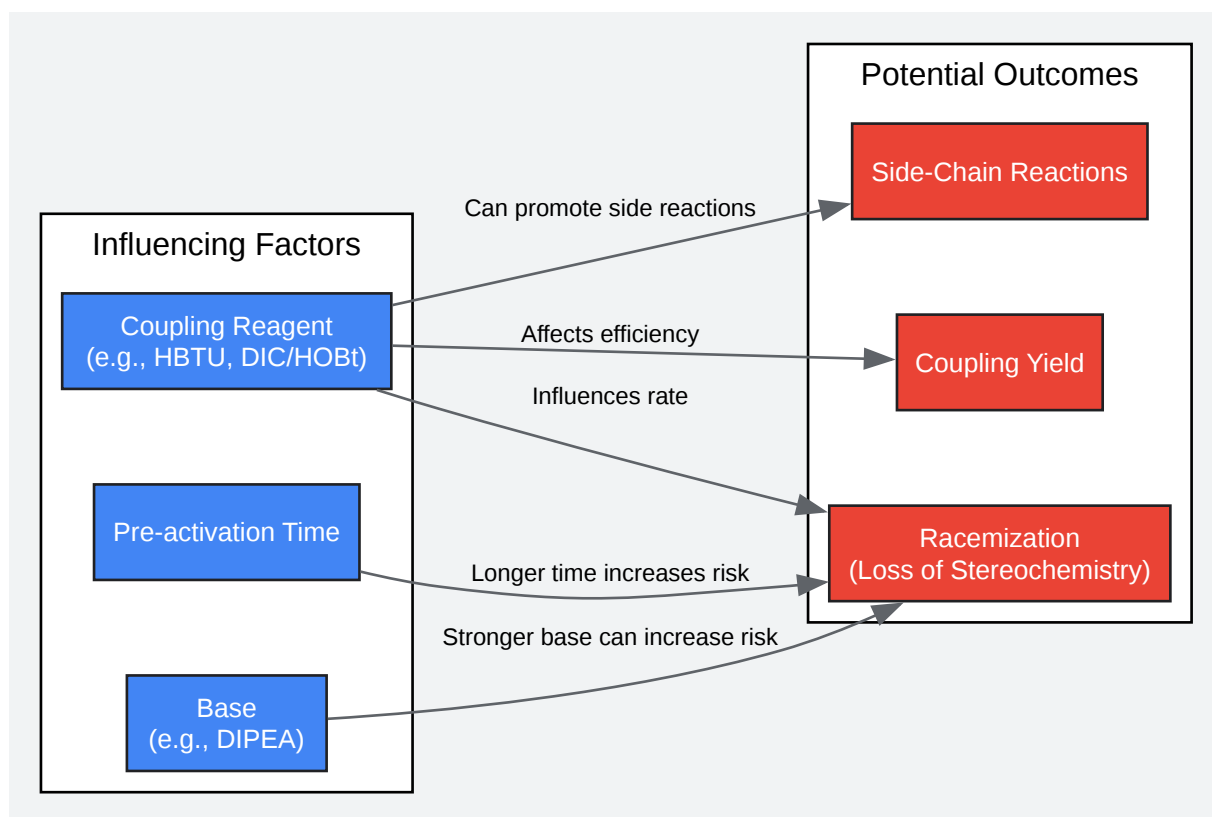 Potential Outcomes
Side-Chain Reactions
Can promote side reactions
Influencing Factors
Coupling Reagent
(e.g., HBTU, DIC/HOBt)
Affects efficiency
Coupling Yield
Influences rate
Pre-activation Time
Racemization
(Loss of Stereochemistry)
Longer time increases risk
Stronger base can increase risk
Base
(e.g., DIPEA)